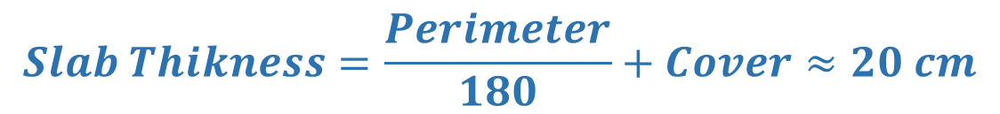 Slab Thikness = Perimeter / 180 + Cover ≈ 20 cm